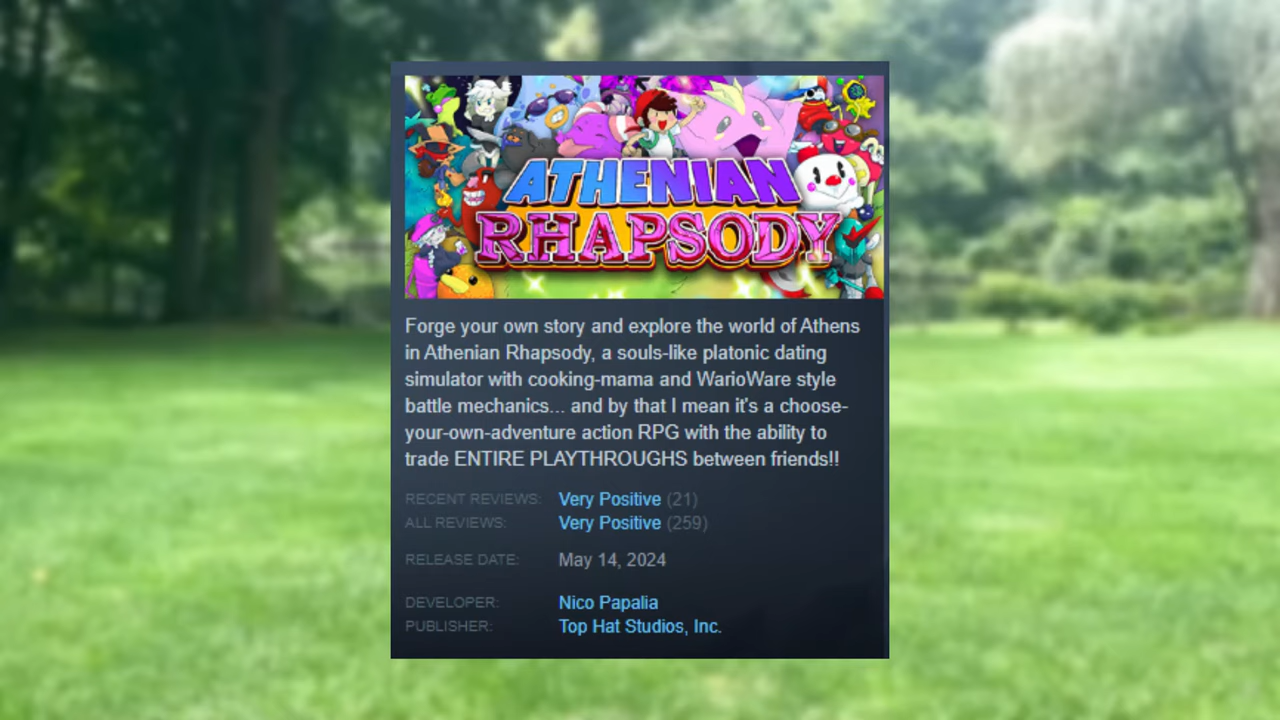 ATHENIAN
RHAPSODY
Forge your own story and explore the world of Athens
in Athenian Rhapsody, a souls-like platonic dating
simulator with cooking-mama and WarioWare style
battle mechanics... and by that I mean it's a choose-
your-own-adventure action RPG with the ability to
trade ENTIRE PLAYTHROUGHS between friends!!
RECENT REVIEWS: Very Positive (21)
ALL REVIEWS: Very Positive (259)
RELEASE DATE: May 14, 2024
DEVELOPER: Nico Papalia
PUBLISHER: Top Hat Studios, Inc.